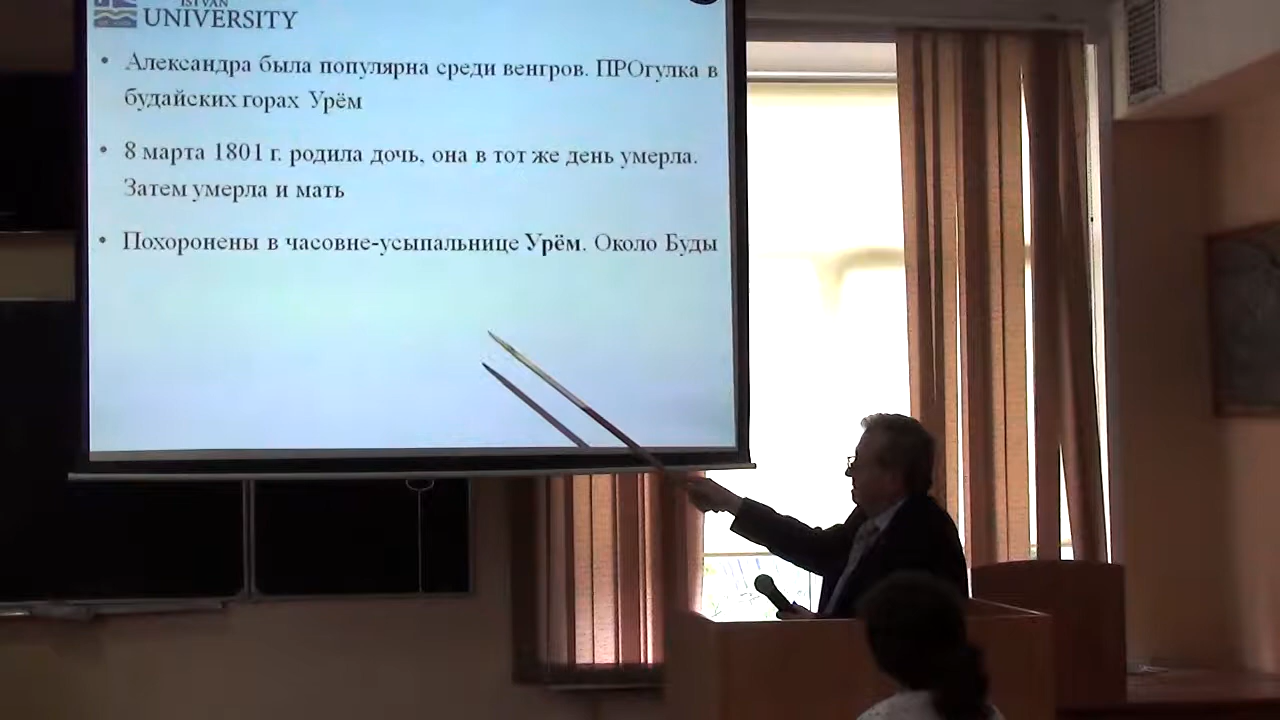 ISTVÁN
UNIVERSITY
• Александра была популярна среди венгров. ПРОгулка в
будайских горах Урём
• 8 марта 1801 г. родила дочь, она в тот же день умерла.
Затем умерла и мать
• Похоронены в часовне-усыпальнице Урём. Около Буды